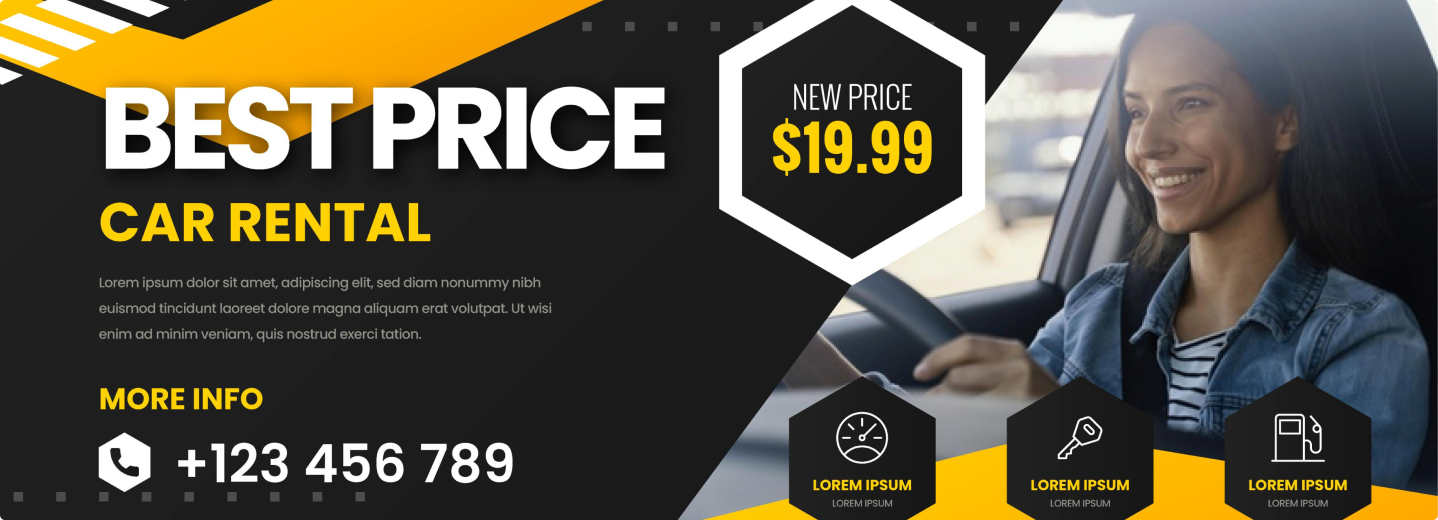 BEST PRICE
CAR RENTAL
Lorem ipsum dolor sit amet, adipiscing elit, sed diam nonummy nibh
euismod tincidunt laoreet dolore magna aliquam erat volutpat. Ut wisi
enim ad minim veniam, quis nostrud exerci tation.
MORE INFO
+123 456 789
NEW PRICE
$19.99
LOREM IPSUM
LOREM IPSUM
LOREM IPSUM
LOREM IPSUM
LOREM IPSUM
LOREM IPSUM